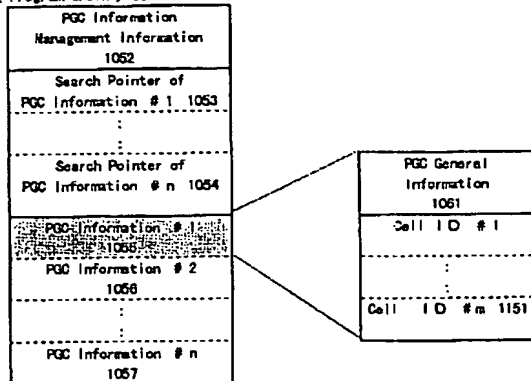 PGC Information
Management Information
1052
Search Pointer of
PGC Information # 1 1053
Search Pointer of
PGC Information # n 1054
PGC Information # 1
1055
PGC Information # 2
1056
PGC Information # n
1057
PGC General
Information
1061
Cell ID # 1
Cell ID # m 1151